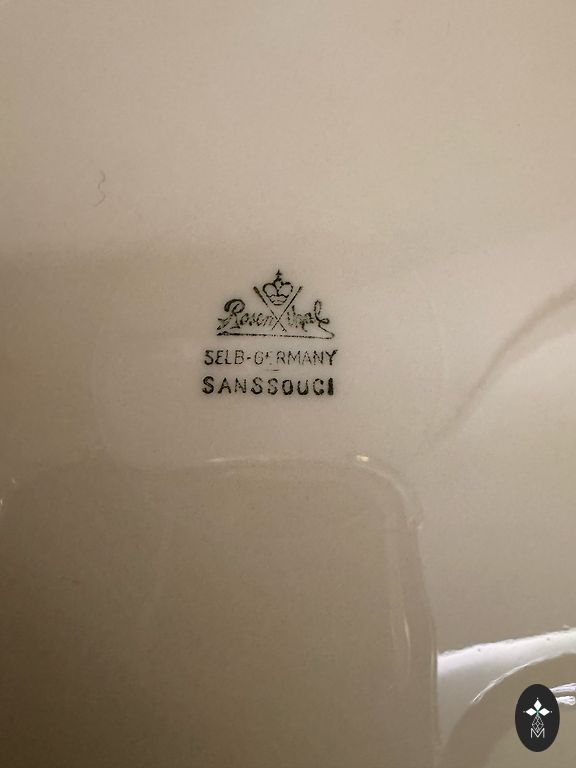 Rosenthal
SELB-GERMANY
SANSSOUCI
M